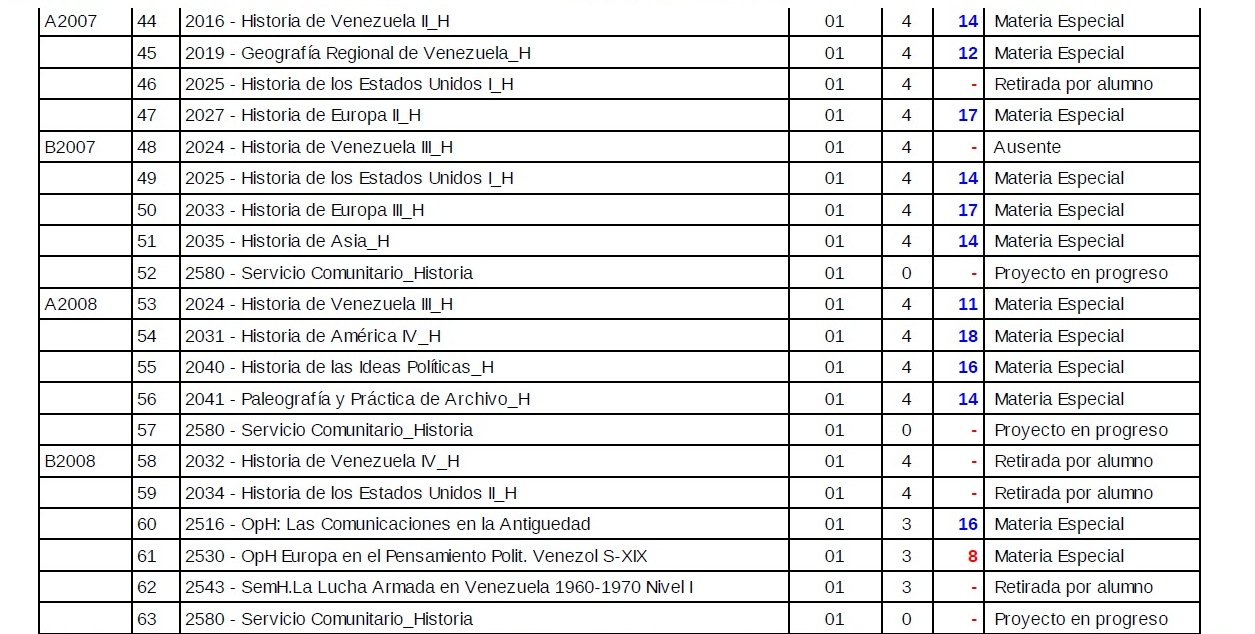 A2007 44 2016 - Historia de Venezuela II_H 01 4 14 Materia Especial
45 2019 - Geografía Regional de Venezuela_H 01 4 12 Materia Especial
46 2025 - Historia de los Estados Unidos I_H 01 4 - Retirada por alumno
47 2027 - Historia de Europa II_H 01 4 17 Materia Especial
B2007 48 2024 - Historia de Venezuela III_H 01 4 - Ausente
49 2025 - Historia de los Estados Unidos I_H 01 4 14 Materia Especial
50 2033 - Historia de Europa III_H 01 4 17 Materia Especial
51 2035 - Historia de Asia_H 01 4 14 Materia Especial
52 2580 - Servicio Comunitario_Historia 01 0 - Proyecto en progreso
A2008 53 2024 - Historia de Venezuela III_H 01 4 11 Materia Especial
54 2031 - Historia de América IV_H 01 4 18 Materia Especial
55 2040 - Historia de las Ideas Políticas_H 01 4 16 Materia Especial
56 2041 - Paleografía y Práctica de Archivo_H 01 4 14 Materia Especial
57 2580 - Servicio Comunitario_Historia 01 0 - Proyecto en progreso
B2008 58 2032 - Historia de Venezuela IV_H 01 4 - Retirada por alumno
59 2034 - Historia de los Estados Unidos II_H 01 4 - Retirada por alumno
60 2516 - OpH: Las Comunicaciones en la Antiguedad 01 3 16 Materia Especial
61 2530 - OpH Europa en el Pensamiento Polit. Venezol S-XIX 01 3 8 Materia Especial
62 2543 - SemH.La Lucha Armada en Venezuela 1960-1970 Nivel I 01 3 - Retirada por alumno
63 2580 - Servicio Comunitario_Historia 01 0 - Proyecto en progreso